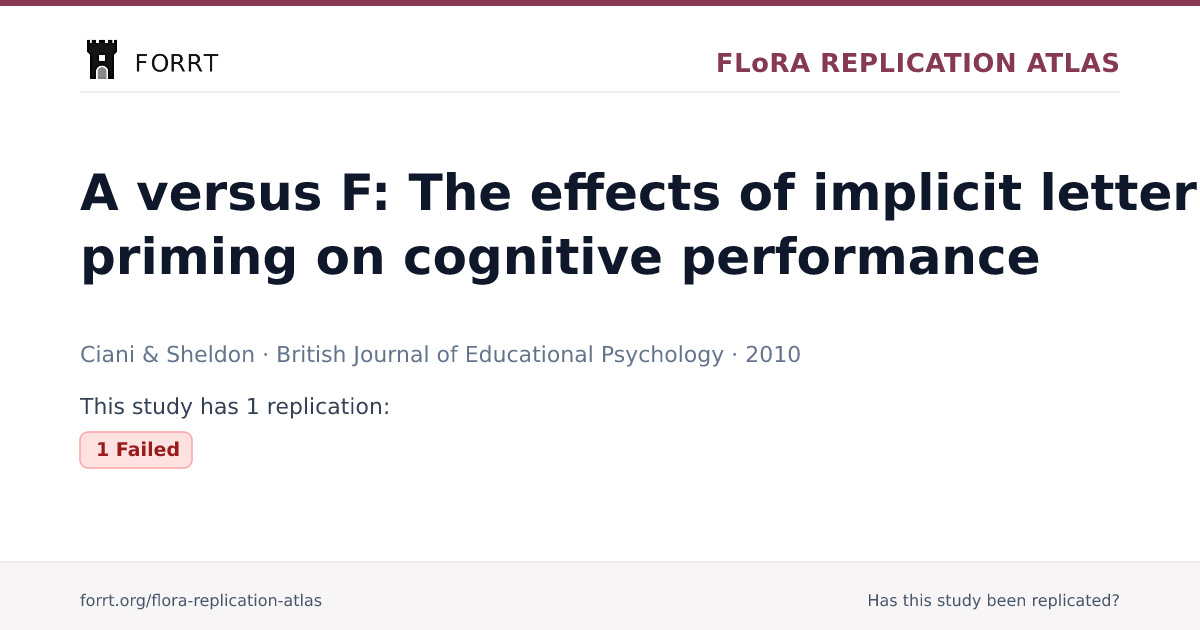 FORRT
FLoRA REPLICATION ATLAS
A versus F: The effects of implicit letter
priming on cognitive performance
Ciani & Sheldon · British Journal of Educational Psychology · 2010
This study has 1 replication:
1 Failed
forrt.org/flora-replication-atlas
Has this study been replicated?